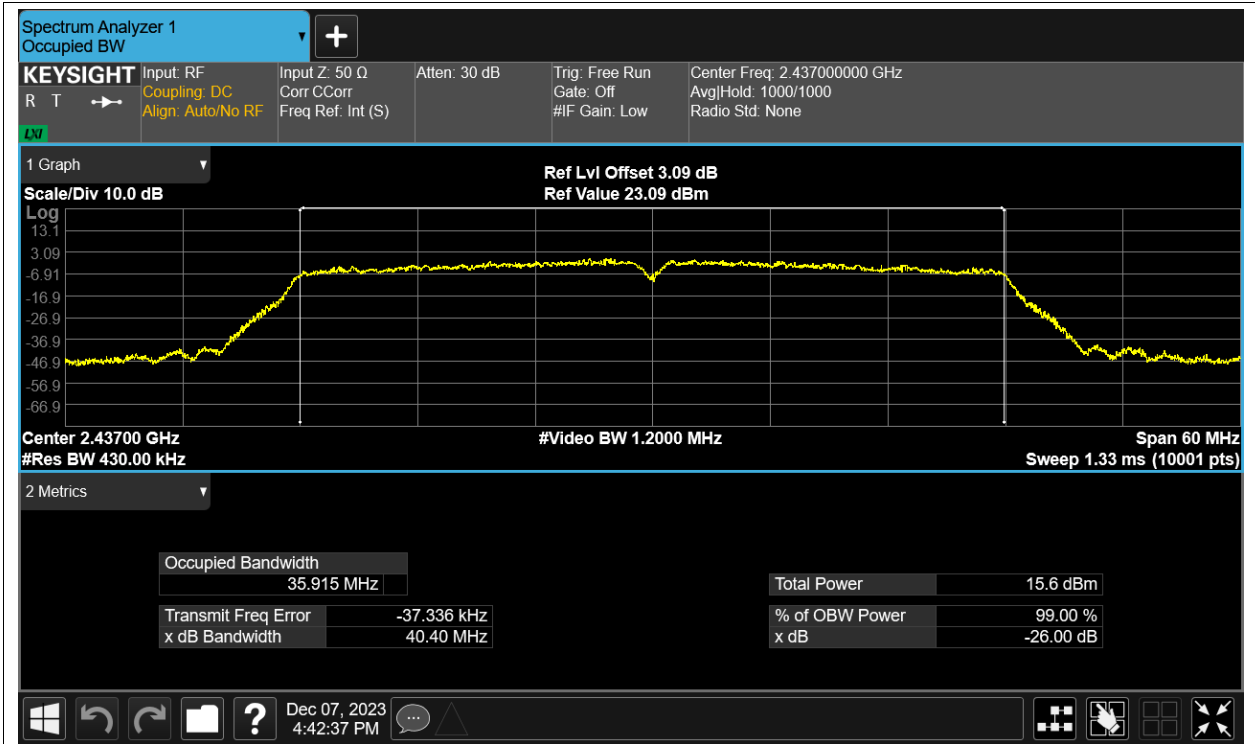 Spectrum Analyzer 1
Occupied BW
KEYSIGHT
R T
LXI
Input: RF
Coupling: DC
Align: Auto/No RF
Input Z: 50 Ω
Corr CCorr
Freq Ref: Int (S)
Atten: 30 dB
Trig: Free Run
Gate: Off
#IF Gain: Low
Center Freq: 2.437000000 GHz
Avg|Hold: 1000/1000
Radio Std: None
1 Graph
Scale/Div 10.0 dB
Ref Lvl Offset 3.09 dB
Ref Value 23.09 dBm
Log
13.1
3.09
-6.91
-16.9
-26.9
-36.9
-46.9
-56.9
-66.9
Center 2.43700 GHz
#Video BW 1.2000 MHz
Span 60 MHz
#Res BW 430.00 kHz
Sweep 1.33 ms (10001 pts)
2 Metrics
Occupied Bandwidth
35.915 MHz
Transmit Freq Error -37.336 kHz
x dB Bandwidth 40.40 MHz
Total Power 15.6 dBm
% of OBW Power 99.00 %
x dB -26.00 dB
?
Dec 07, 2023
4:42:37 PM